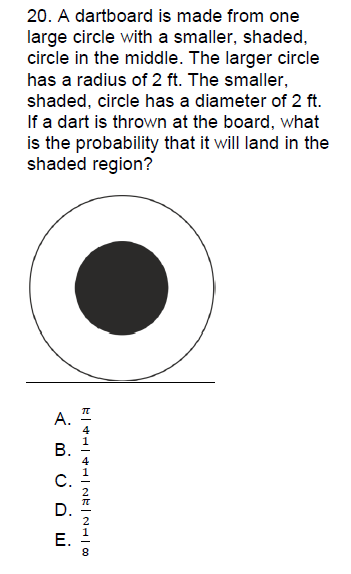 20. A dartboard is made from one
large circle with a smaller, shaded,
circle in the middle. The larger circle
has a radius of 2 ft. The smaller,
shaded, circle has a diameter of 2 ft.
If a dart is thrown at the board, what
is the probability that it will land in the
shaded region?
A. π/4
B. 1/4
C. 1/2
D. π/2
E. 1/8